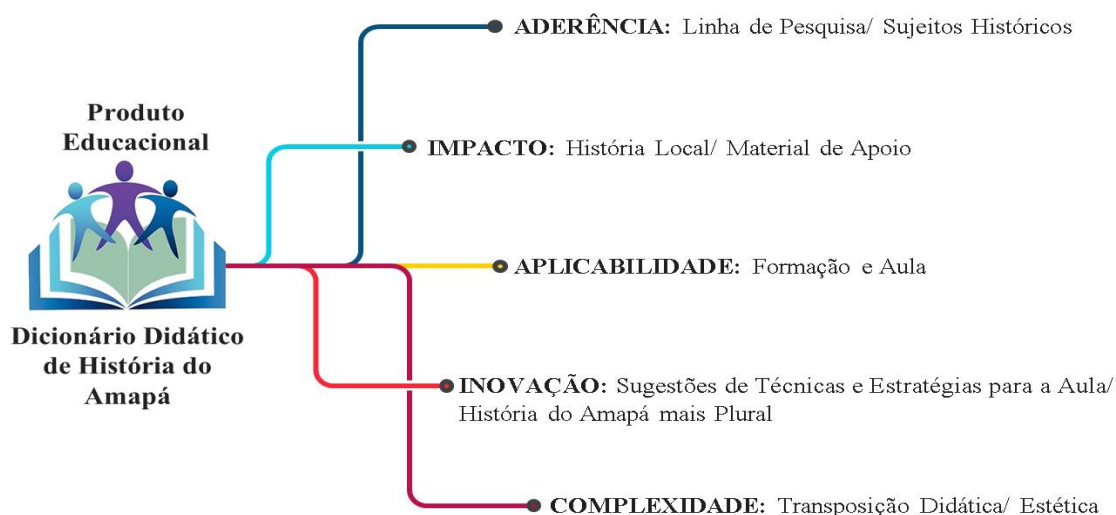 Produto
Educacional
Dicionário Didático
de História do
Amapá
ADERÊNCIA: Linha de Pesquisa/ Sujeitos Históricos
IMPACTO: História Local/ Material de Apoio
APLICABILIDADE: Formação e Aula
INOVAÇÃO: Sugestões de Técnicas e Estratégias para a Aula/
História do Amapá mais Plural
COMPLEXIDADE: Transposição Didática/ Estética